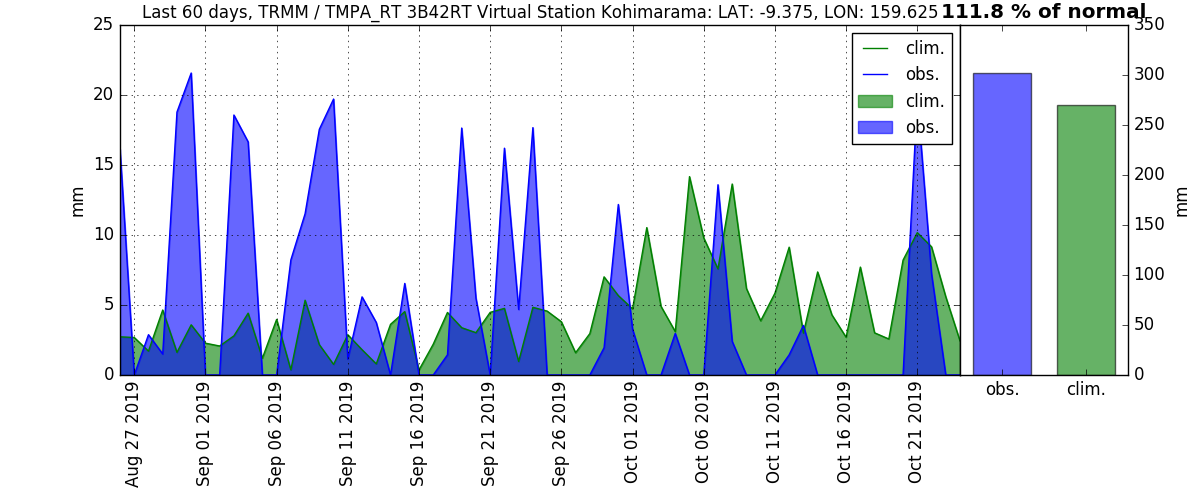 Last 60 days, TRMM / TMPA_RT 3B42RT Virtual Station Kohimarama: LAT: -9.375, LON: 159.625
111.8 % of normal
25
20
15
10
5
0
mm
clim.
obs.
clim.
obs.
Aug 27 2019
Sep 01 2019
Sep 06 2019
Sep 11 2019
Sep 16 2019
Sep 21 2019
Sep 26 2019
Oct 01 2019
Oct 06 2019
Oct 11 2019
Oct 16 2019
Oct 21 2019
350
300
250
200
150
100
50
0
mm
obs.
clim.